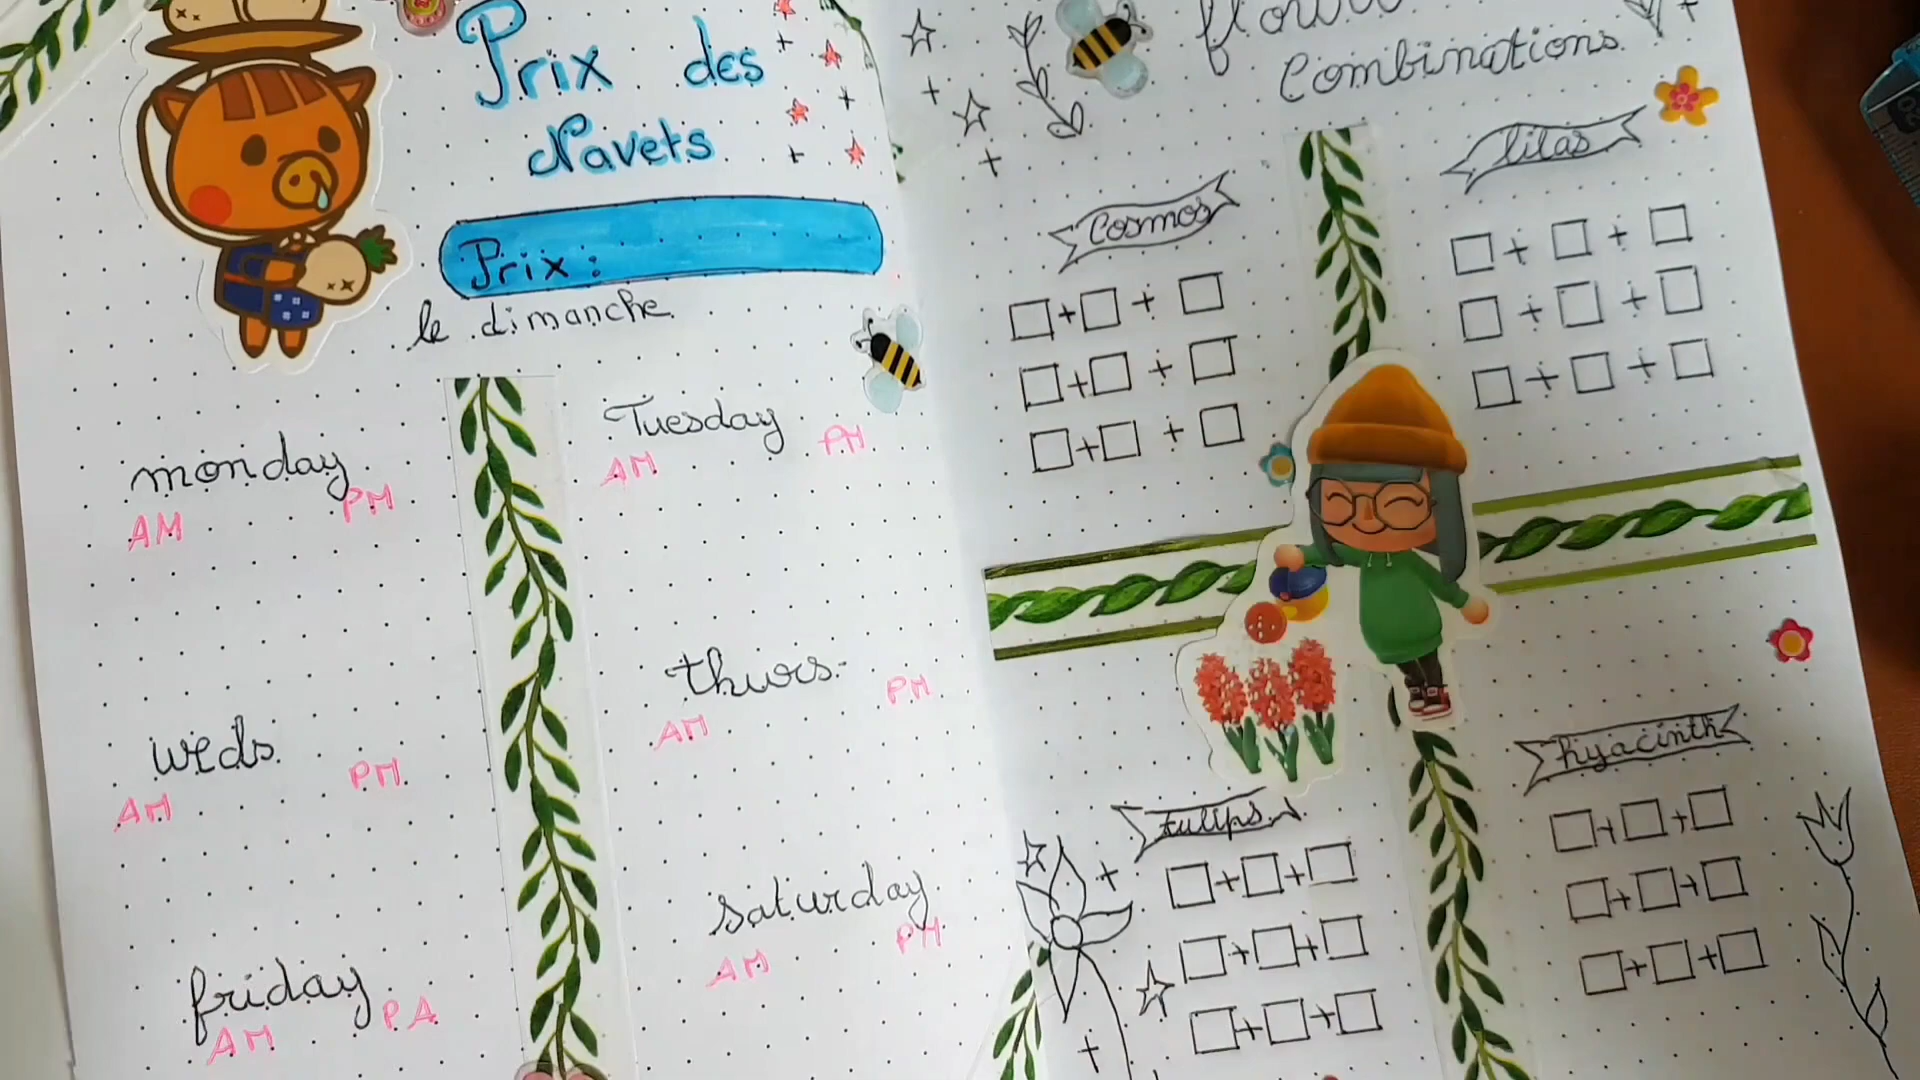 Prix des
Navets
Prix :
le dimanche
monday
AM PM
Tuesday
AM PM
weds.
AM PM
thurs.
AM PM
friday
AM PA
saturday
AM PM
Combinations
Cosmos
+ +
+ +
+ +
lilas
+ +
+ +
+ +
tulips
+ +
+ +
+ +
hyacinth
+ +
+ +
+ +